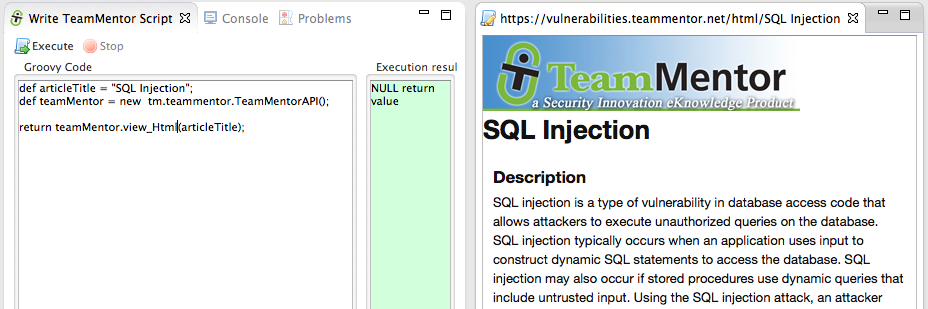 Write TeamMentor Script
Console
Problems
Execute
Stop
Groovy Code
Execution resul
def articleTitle = "SQL Injection";
def teamMentor = new  tm.teammentor.TeamMentorAPI();
return teamMentor.view_Html(articleTitle);
NULL return
value
https://vulnerabilities.teammentor.net/html/SQL Injection
TeamMentor
a Security Innovation eKnowledge Product
SQL Injection
Description
SQL injection is a type of vulnerability in database access code that
allows attackers to execute unauthorized queries on the database.
SQL injection typically occurs when an application uses input to
construct dynamic SQL statements to access the database. SQL
injection may also occur if stored procedures use dynamic queries that
include untrusted input. Using the SQL injection attack, an attacker